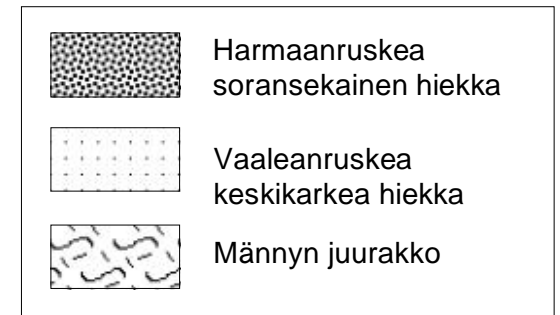 Harmaanruskea
soransekainen hiekka
Vaaleanruskea
keskikarkea hiekka
Männyn juurakko